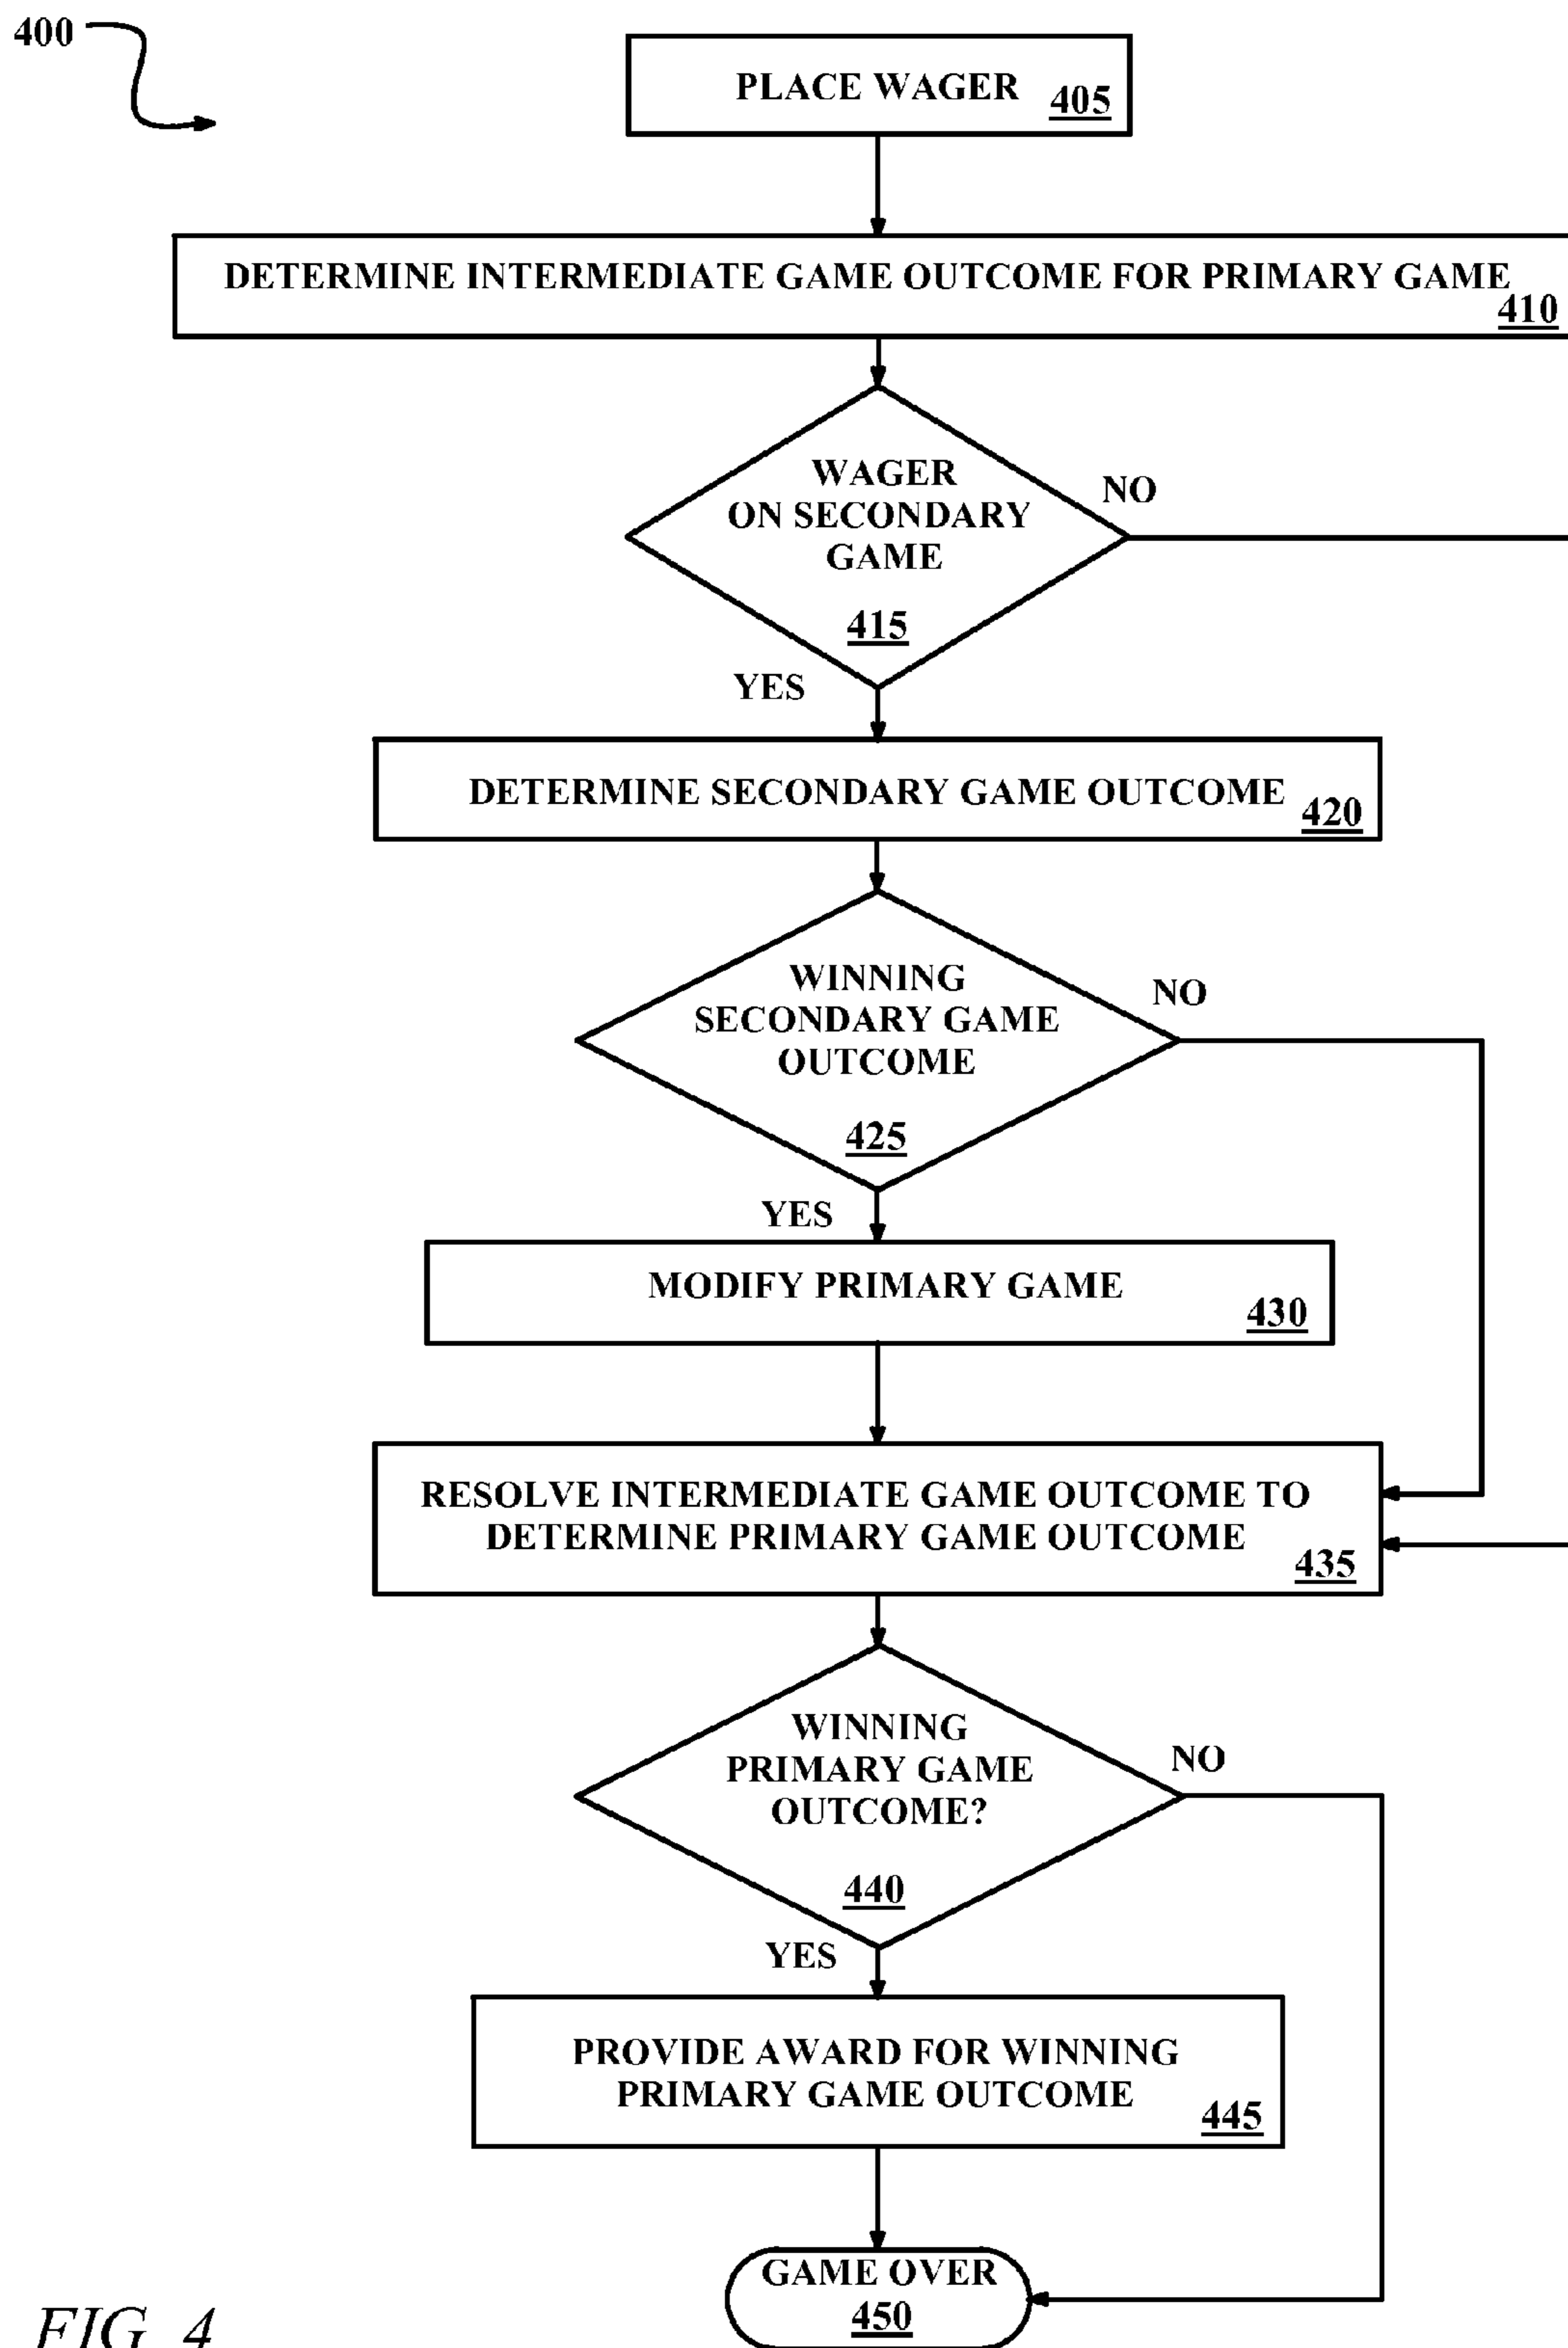 400
PLACE WAGER 405
DETERMINE INTERMEDIATE GAME OUTCOME FOR PRIMARY GAME
410
WAGER
ON SECONDARY
GAME
415
NO
YES
DETERMINE SECONDARY GAME OUTCOME 420
WINNING
SECONDARY GAME
OUTCOME
425
NO
YES
MODIFY PRIMARY GAME
430
RESOLVE INTERMEDIATE GAME OUTCOME TO
DETERMINE PRIMARY GAME OUTCOME
435
WINNING
PRIMARY GAME
OUTCOME?
440
NO
YES
PROVIDE AWARD FOR WINNING
PRIMARY GAME OUTCOME
445
GAME OVER
450
FIG. 4